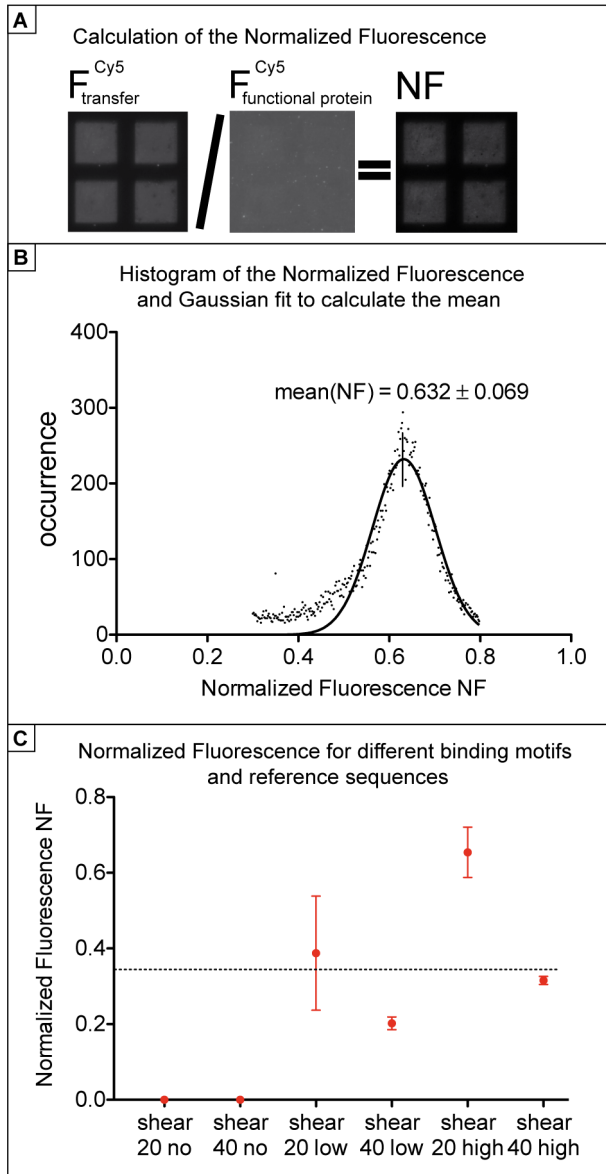 A
Calculation of the Normalized Fluorescence
F Cy5 transfer
F Cy5 functional protein
NF
/
=
B
Histogram of the Normalized Fluorescence
and Gaussian fit to calculate the mean
mean(NF) = 0.632 ± 0.069
occurrence
400
300
200
100
0
0.0 0.2 0.4 0.6 0.8 1.0
Normalized Fluorescence NF
C
Normalized Fluorescence for different binding motifs
and reference sequences
Normalized Fluorescence NF
0.8
0.6
0.4
0.2
0.0
shear shear shear shear shear shear
20 no 40 no 20 low 40 low 20 high 40 high